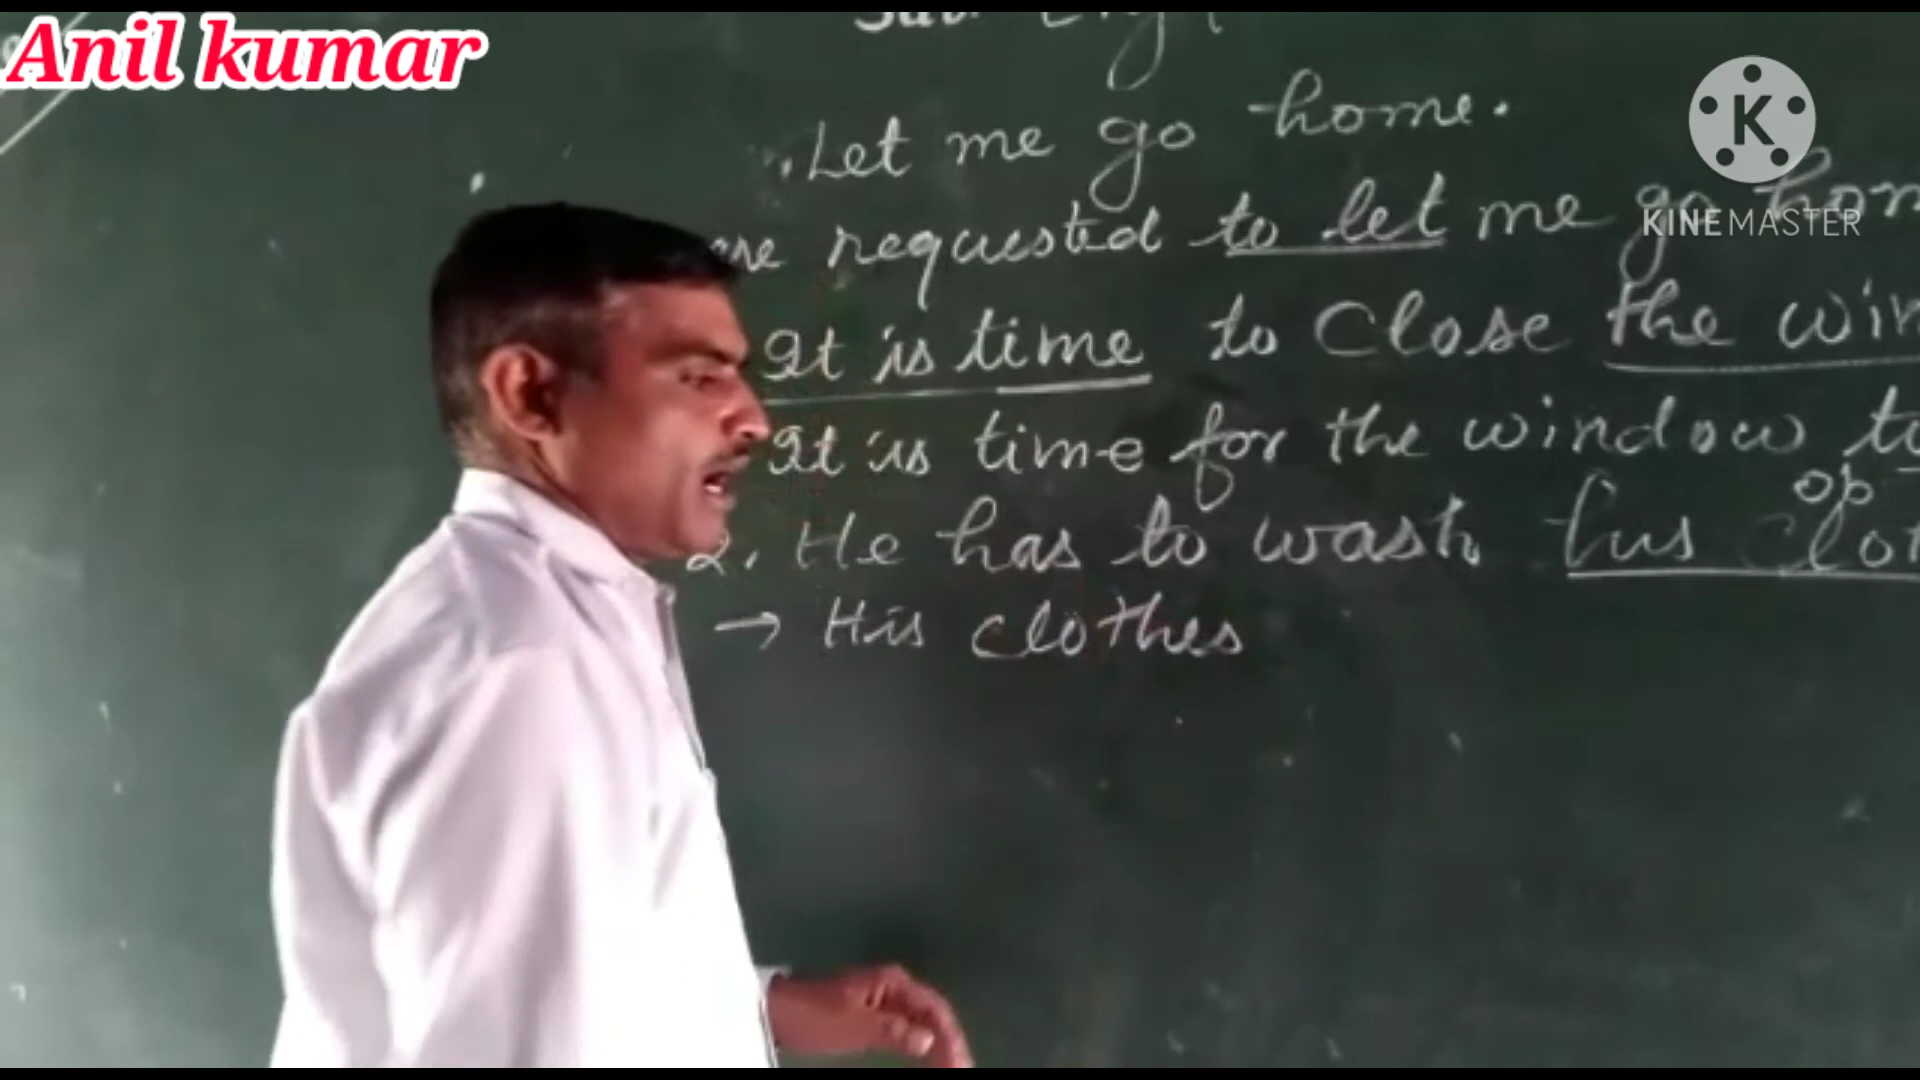 Anil kumar
Let me go home.
requested to let me go
KINEMASTER
It is time to close the
It is time for the window
op
2. He has to wash his
→ His clothes